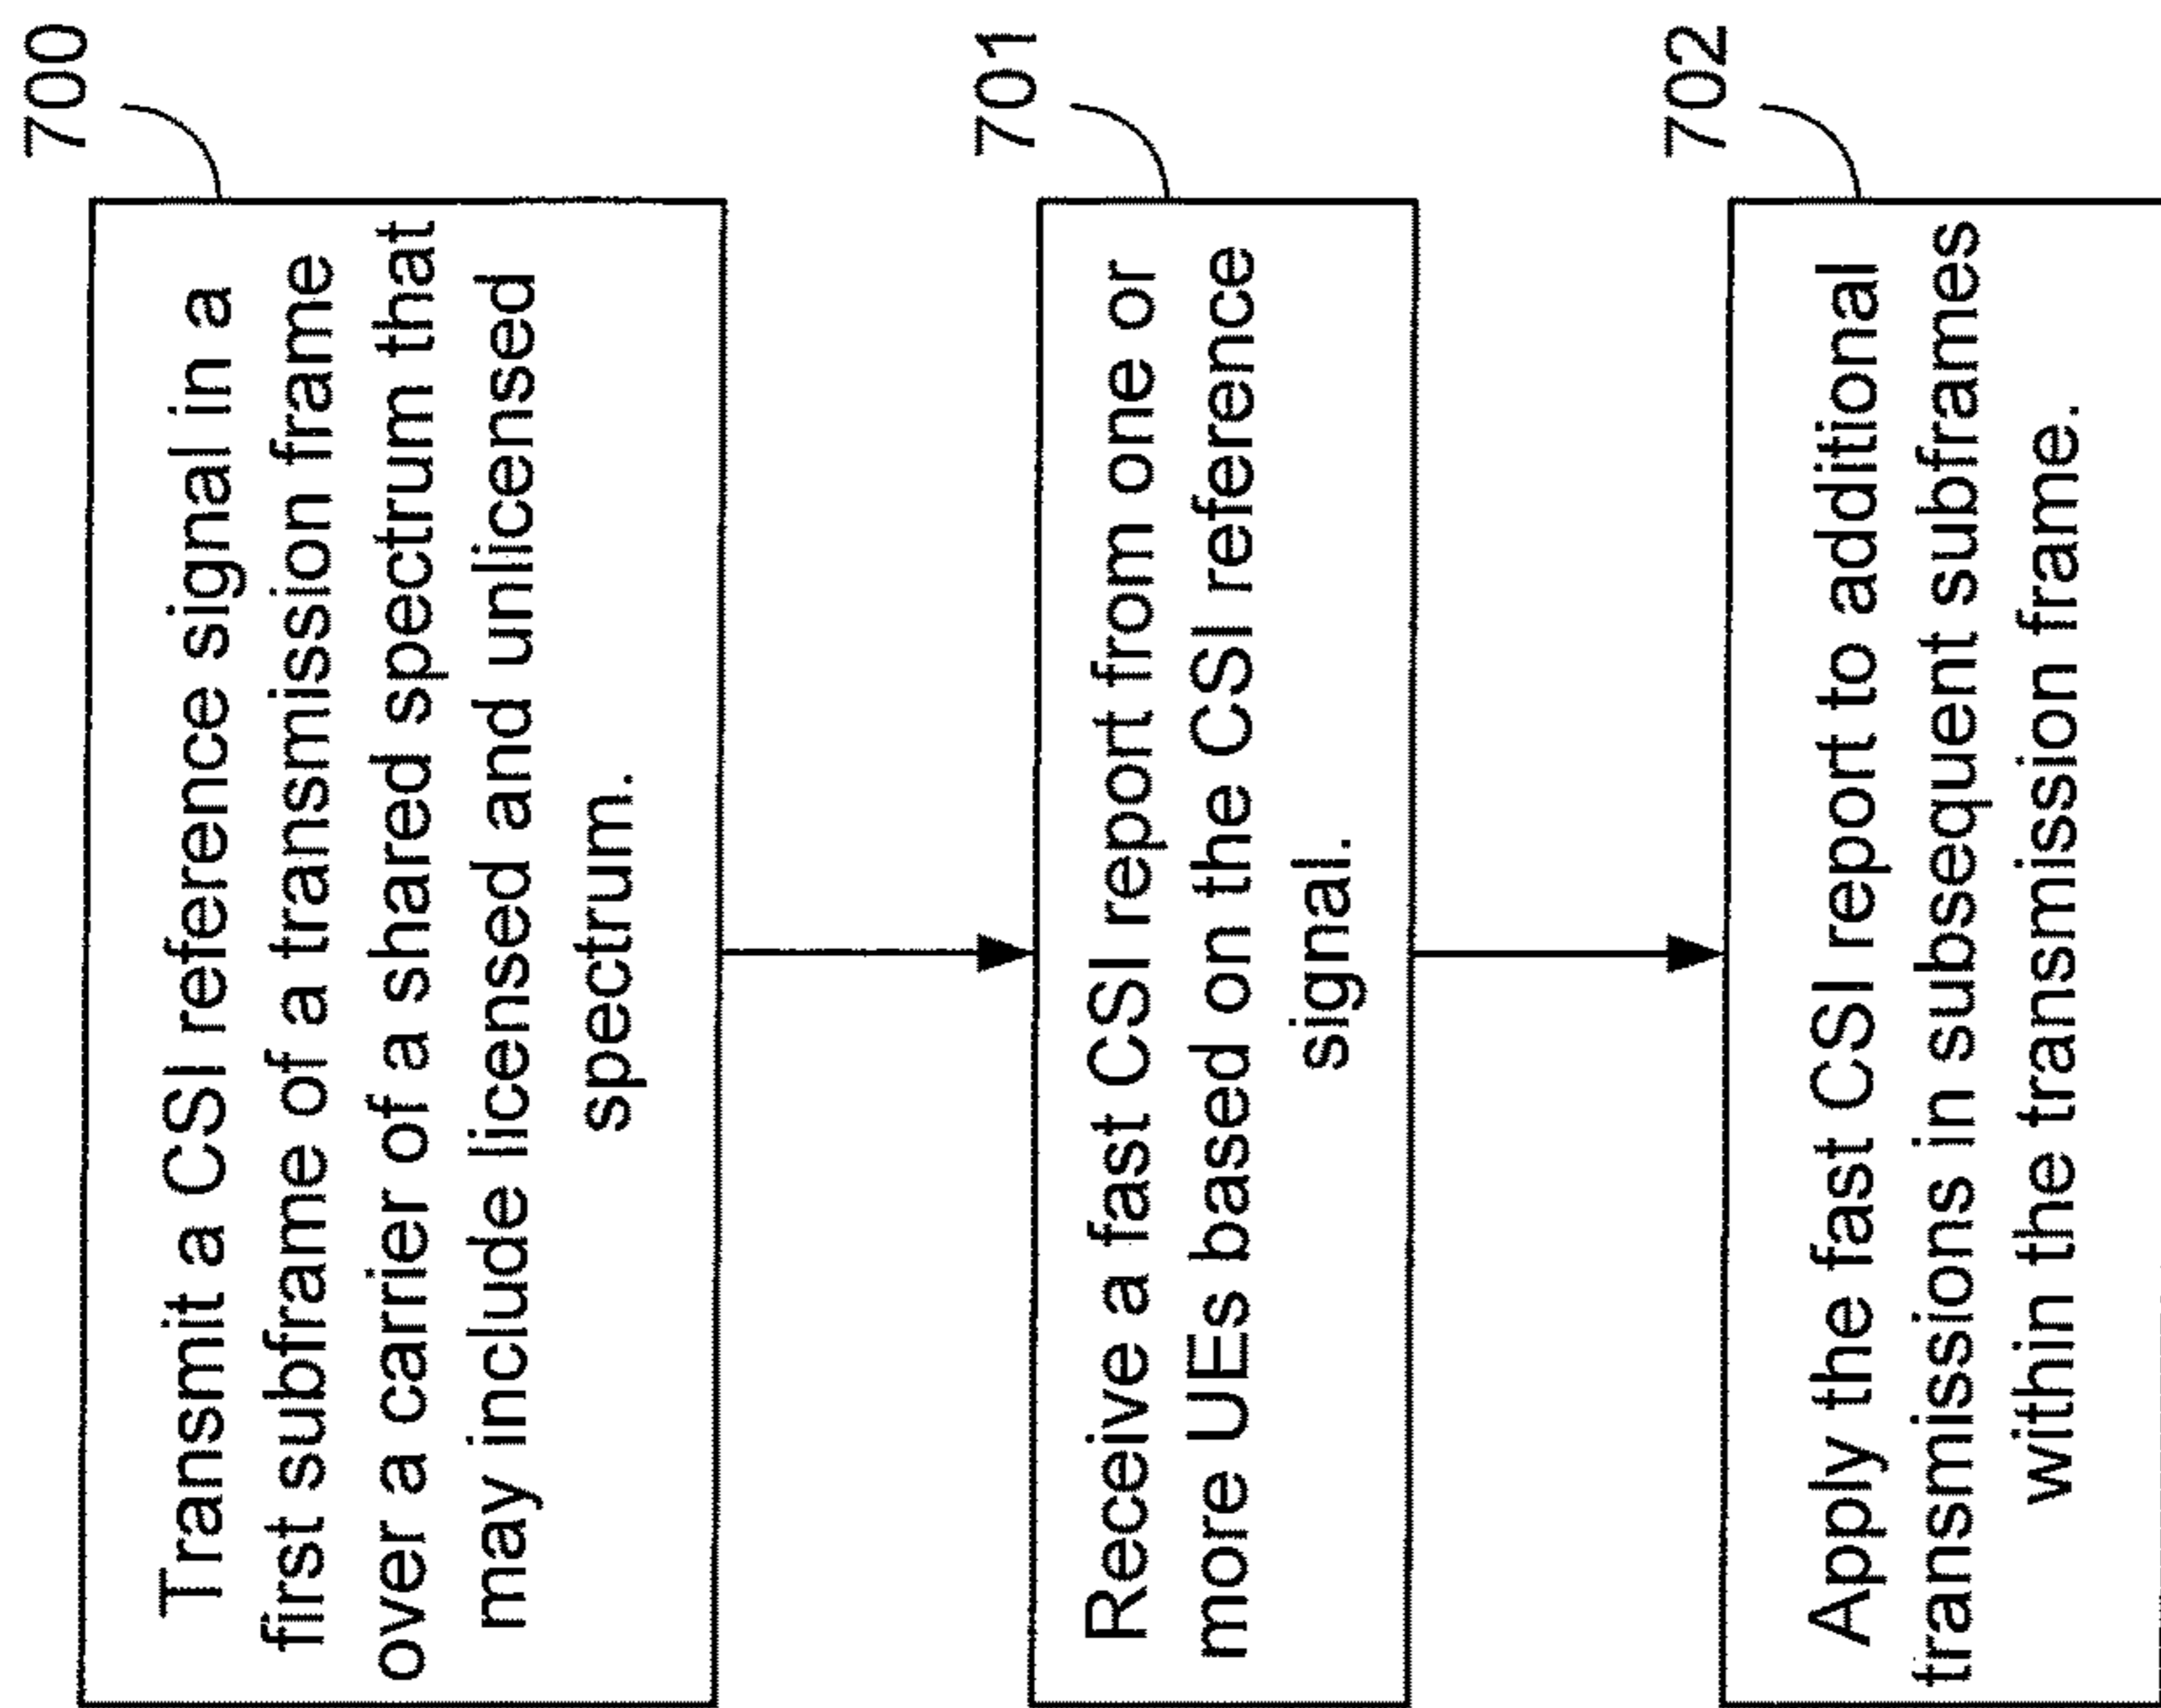 700
Transmit a CSI reference signal in a
first subframe of a transmission frame
over a carrier of a shared spectrum that
may include licensed and unlicensed
spectrum.
701
Receive a fast CSI report from one or
more UEs based on the CSI reference
signal.
702
Apply the fast CSI report to additional
transmissions in subsequent subframes
within the transmission frame.